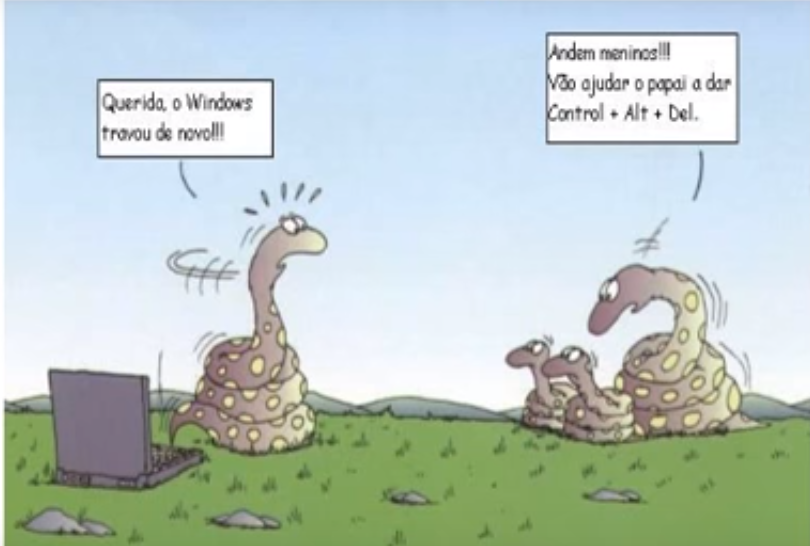 Querida, o Windows
travou de novo!!!
Andem meninos!!!
Vão ajudar o papai a dar
Control + Alt + Del.